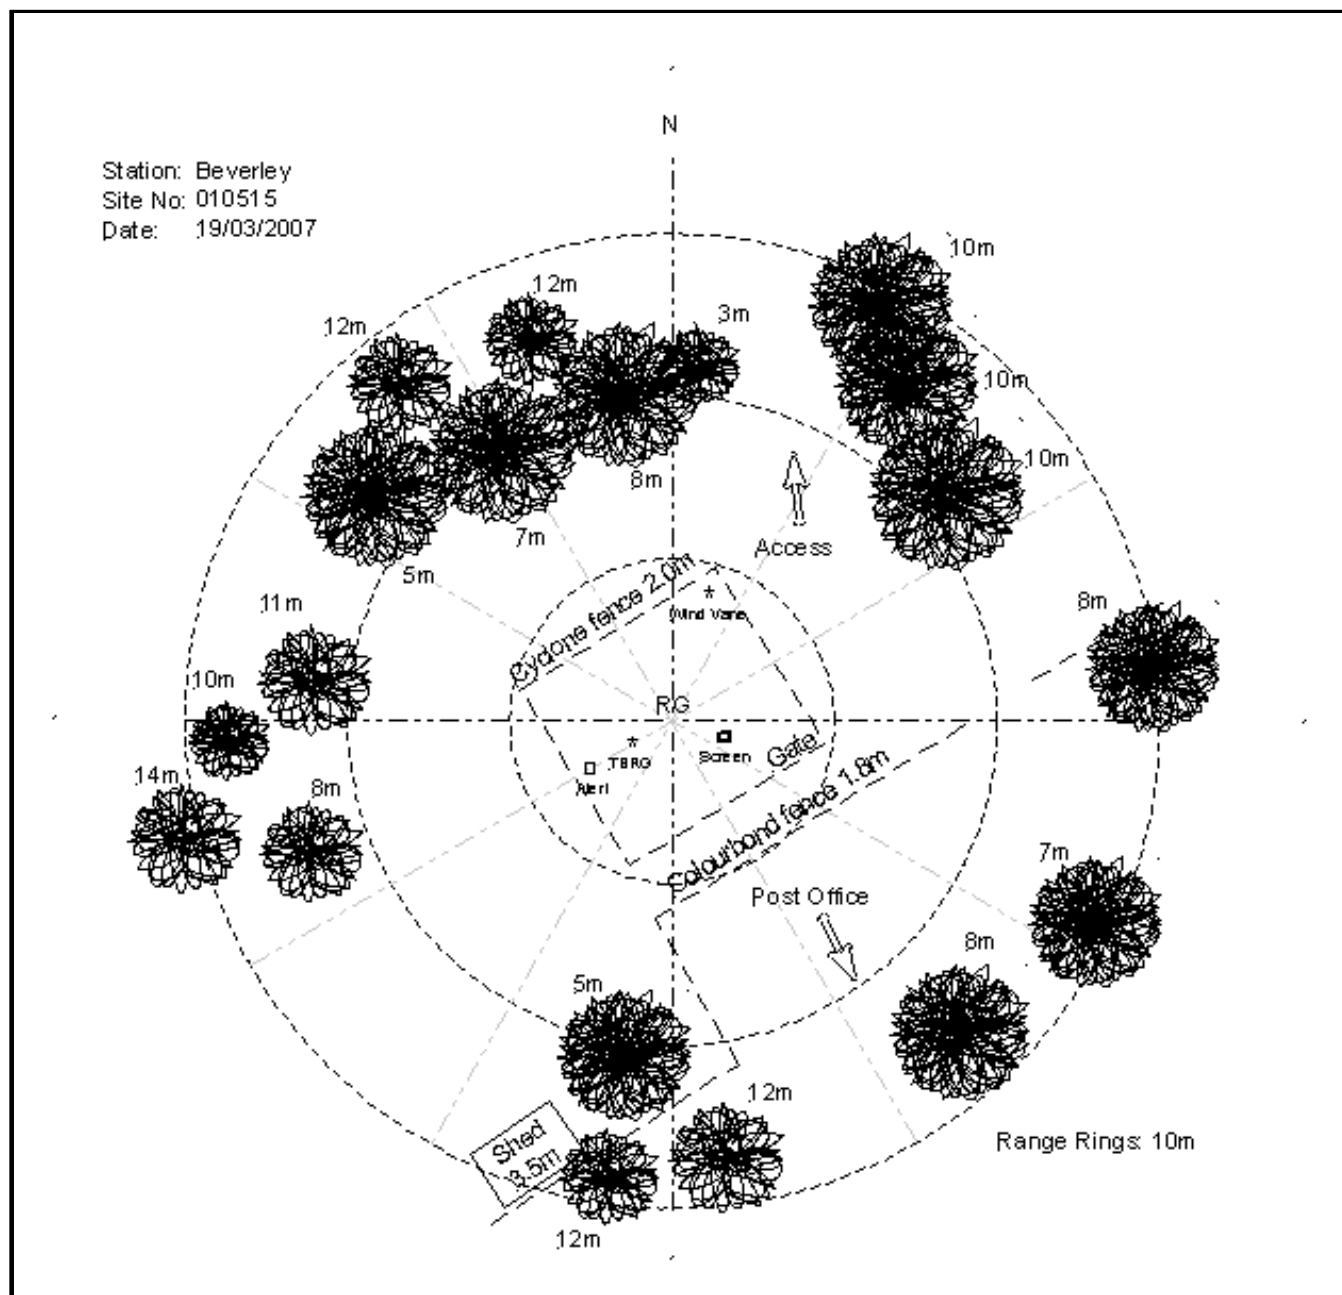 N
Station: Beverley
Site No: 010515
Date: 19/03/2007
10m
12m
12m
3m
10m
10m
8m
7m
Access
5m
Cyclone fence 2.0m
Wind Vane
11m
8m
10m
RG
TBRG
Screen
Gate
Alert
14m
8m
Colourbond fence 1.8m
7m
Post Office
8m
5m
12m
Shed
3.5m
Range Rings: 10m
12m